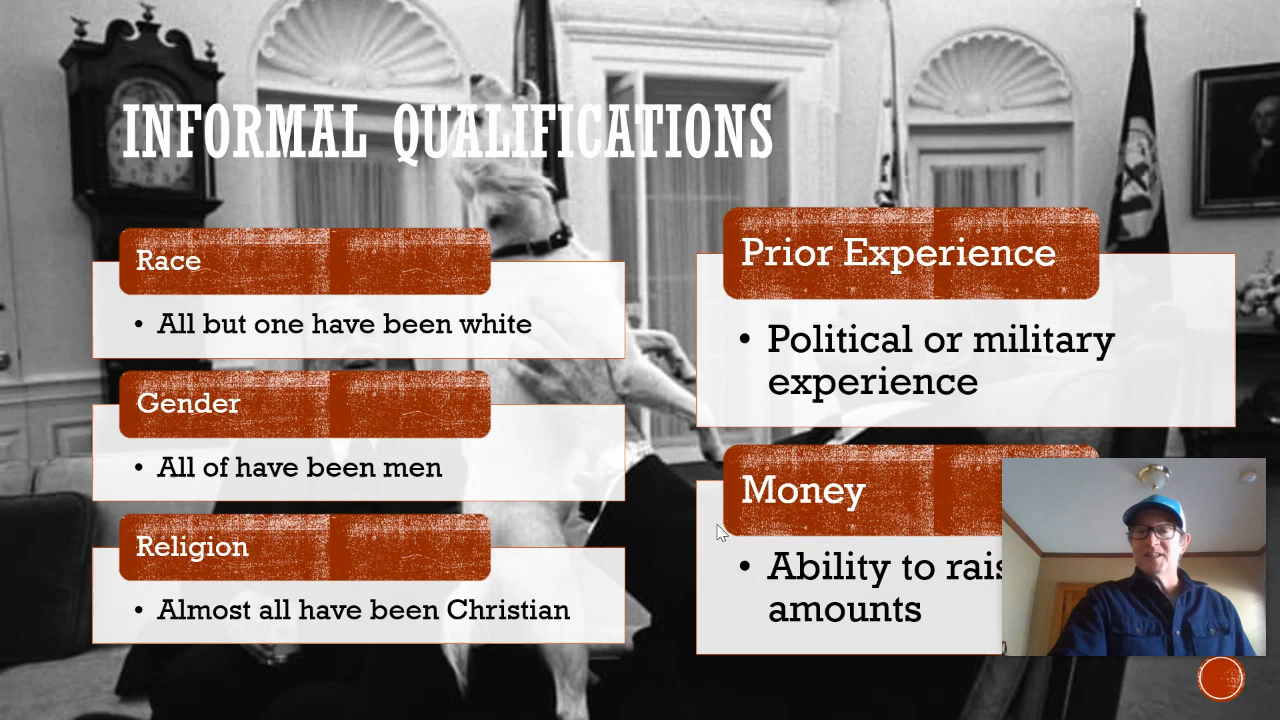 INFORMAL QUALIFICATIONS
Race
• All but one have been white
Gender
• All of have been men
Religion
• Almost all have been Christian
Prior Experience
• Political or military
experience
Money
• Ability to
amounts